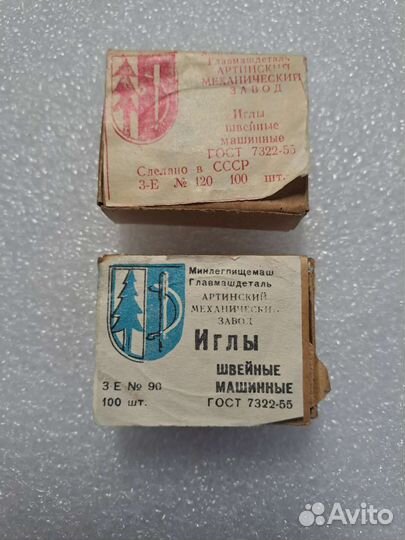 Главмашдеталь
АРТИНСКИЙ
МЕХАНИЧЕСКИЙ
ЗАВОД
Иглы
швейные
машинные
ГОСТ 7322-55
Сделано в СССР
3-Е № 120 100 шт.
Минлегпищемаш
Главмашдеталь
АРТИНСКИЙ
МЕХАНИЧЕСКИ
ЗАВОД
Иглы
ШВЕЙНЫЕ
МАШИННЫЕ
3 Е № 90
100 шт.
ГОСТ 7322-55
Avito